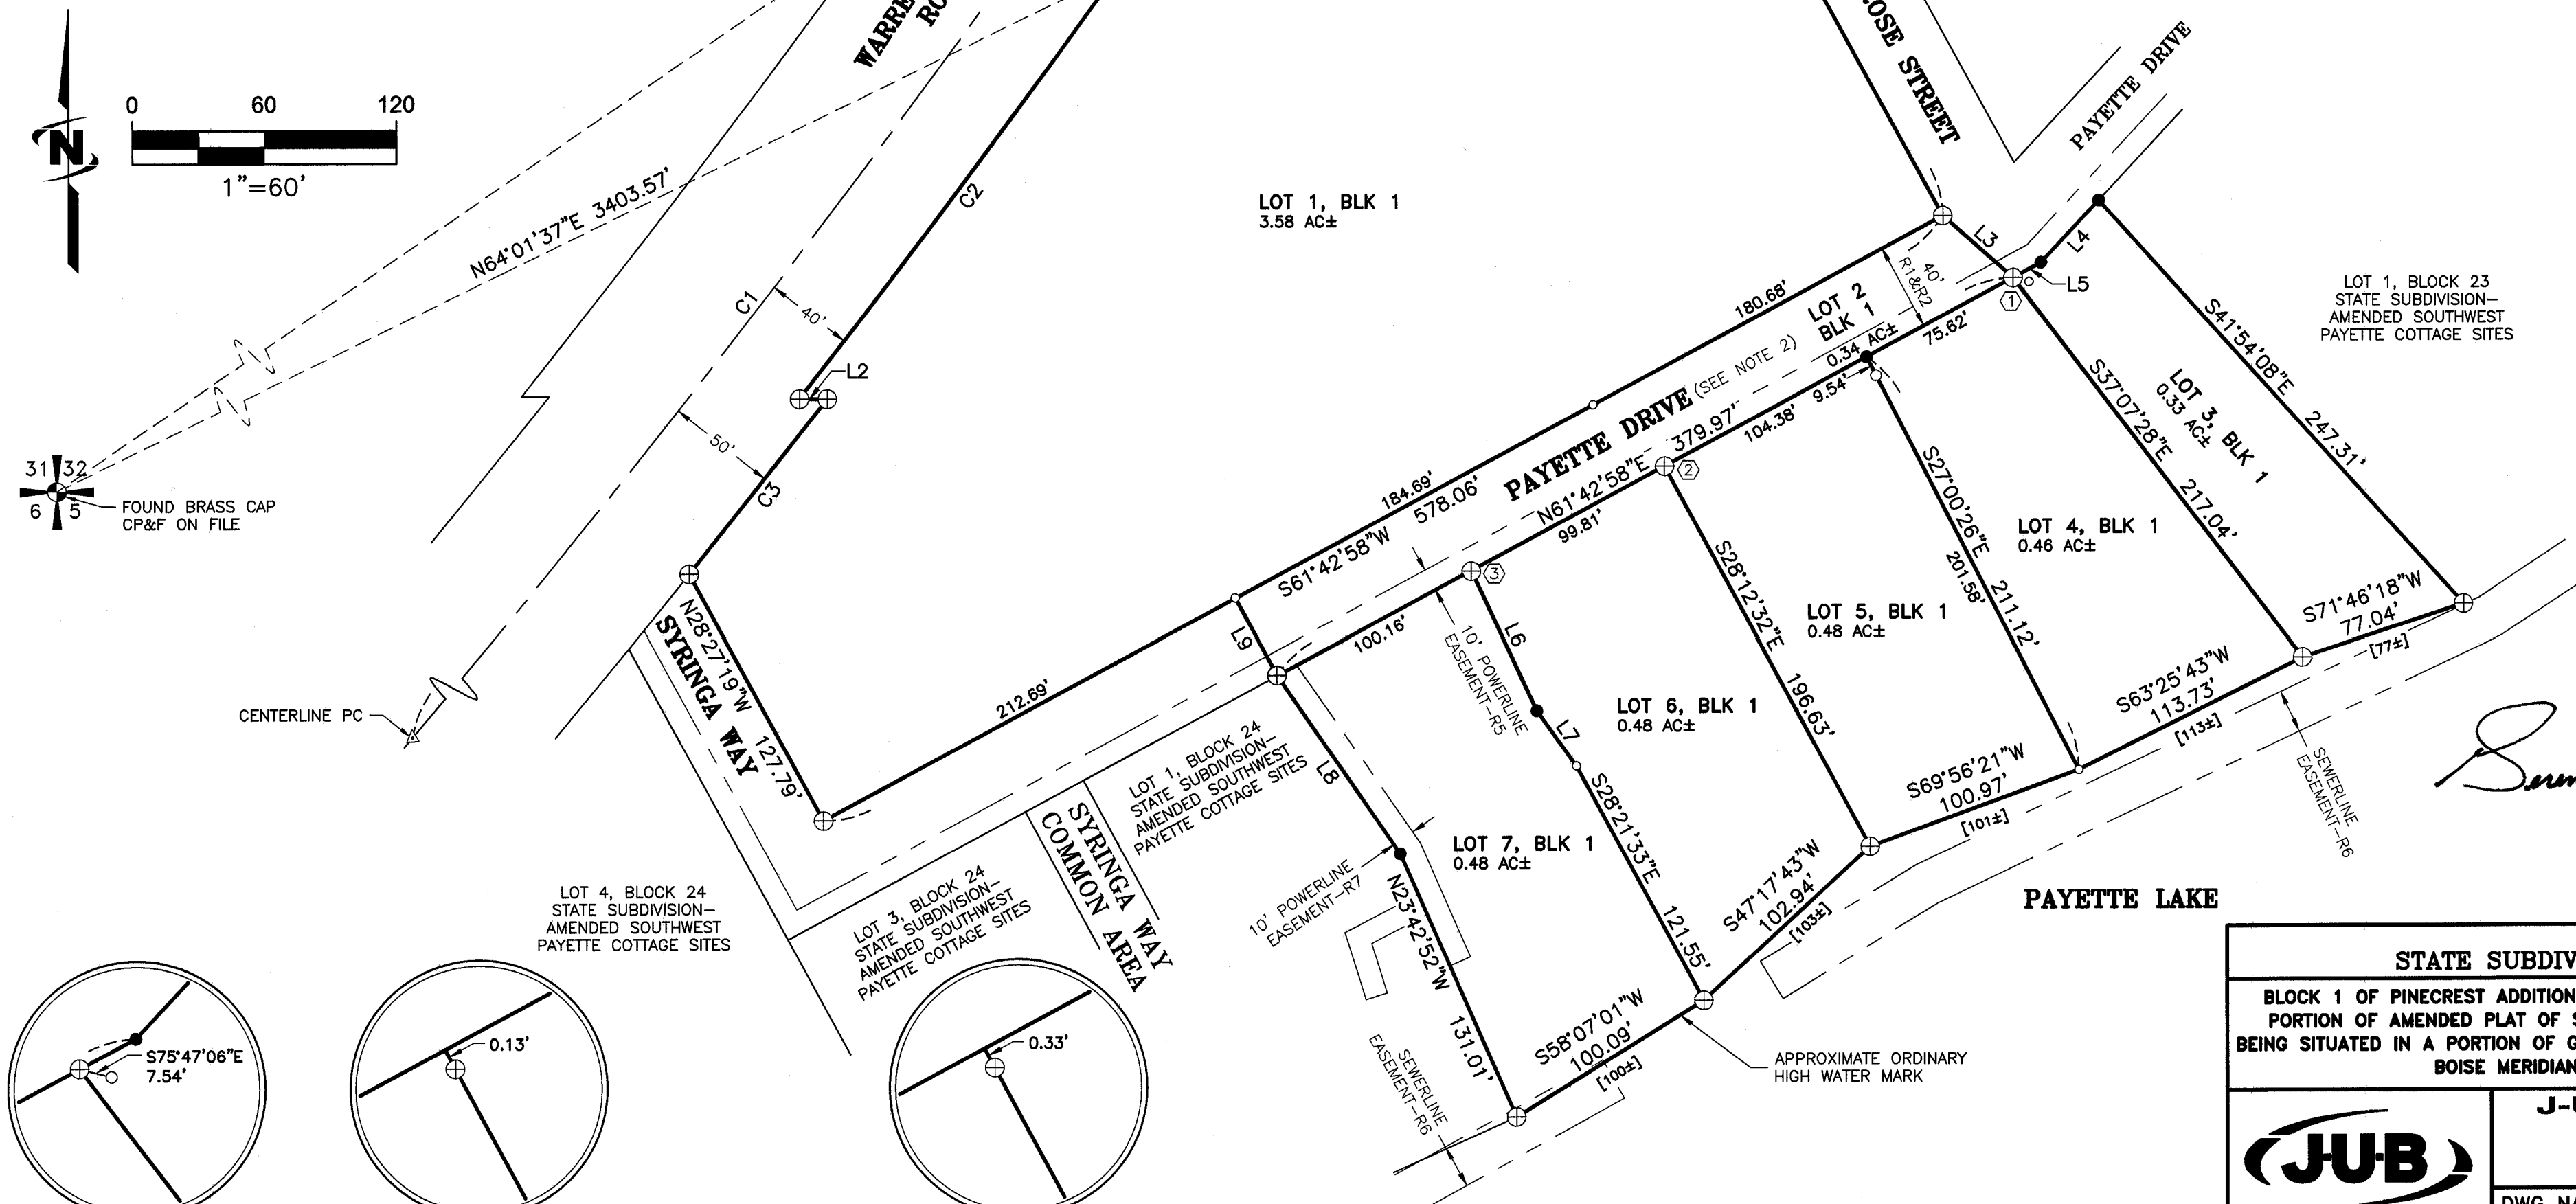 WARRE
RO
OSE STREET
PAYETTE DRIVE
0 60 120
N
1"=60'
N64°01'37"E 3403.57'
C2
LOT 1, BLK 1
3.58 AC±
C1
40'
L2
50'
C3
31 32
6 5
FOUND BRASS CAP
CP&F ON FILE
L3
L4
L5
40'
R1&R2
1
LOT 1, BLOCK 23
STATE SUBDIVISION-
AMENDED SOUTHWEST
PAYETTE COTTAGE SITES
180.68'
LOT 2
BLK 1
0.34 AC±
75.62'
9.54'
PAYETTE DRIVE (SEE NOTE 2)
379.97'
104.38'
2
N61°42'58"E
99.81'
184.69'
578.06'
S61°42'58"W
3
S41°54'08"E 247.31'
LOT 3, BLK 1
0.33 AC±
S37°07'28"E 217.04'
S27°00'26"E 211.12'
201.58'
LOT 4, BLK 1
0.46 AC±
S71°46'18"W
77.04'
[77±]
S28°12'32"E 196.63'
LOT 5, BLK 1
0.48 AC±
S63°25'43"W
113.73'
[113±]
L9
100.16'
10' POWERLINE
EASEMENT-R5
L6
L7
LOT 6, BLK 1
0.48 AC±
S69°56'21"W
100.97'
[101±]
SEWERLINE
EASEMENT-R6
N28°27'19"W 127.79'
SYRINGA WAY
212.69'
CENTERLINE PC
LOT 1, BLOCK 24
STATE SUBDIVISION-
AMENDED SOUTHWEST
PAYETTE COTTAGE SITES
SYRINGA WAY
COMMON AREA
L8
LOT 7, BLK 1
0.48 AC±
S28°21'33"E 121.55'
S47°17'43"W
102.94'
[103±]
PAYETTE LAKE
10' POWERLINE
EASEMENT-R7
N23°42'52"W 131.01'
LOT 4, BLOCK 24
STATE SUBDIVISION-
AMENDED SOUTHWEST
PAYETTE COTTAGE SITES
LOT 3, BLOCK 24
STATE SUBDIVISION-
AMENDED SOUTHWEST
PAYETTE COTTAGE SITES
S75°47'06"E
7.54'
0.13'
0.33'
S58°07'01"W
100.09'
[100±]
SEWERLINE
EASEMENT-R6
APPROXIMATE ORDINARY
HIGH WATER MARK
STATE SUBDIV
BLOCK 1 OF PINECREST ADDITION
PORTION OF AMENDED PLAT OF S
BEING SITUATED IN A PORTION OF G
BOISE MERIDIAN
J-U-B
J-U
DWG NA